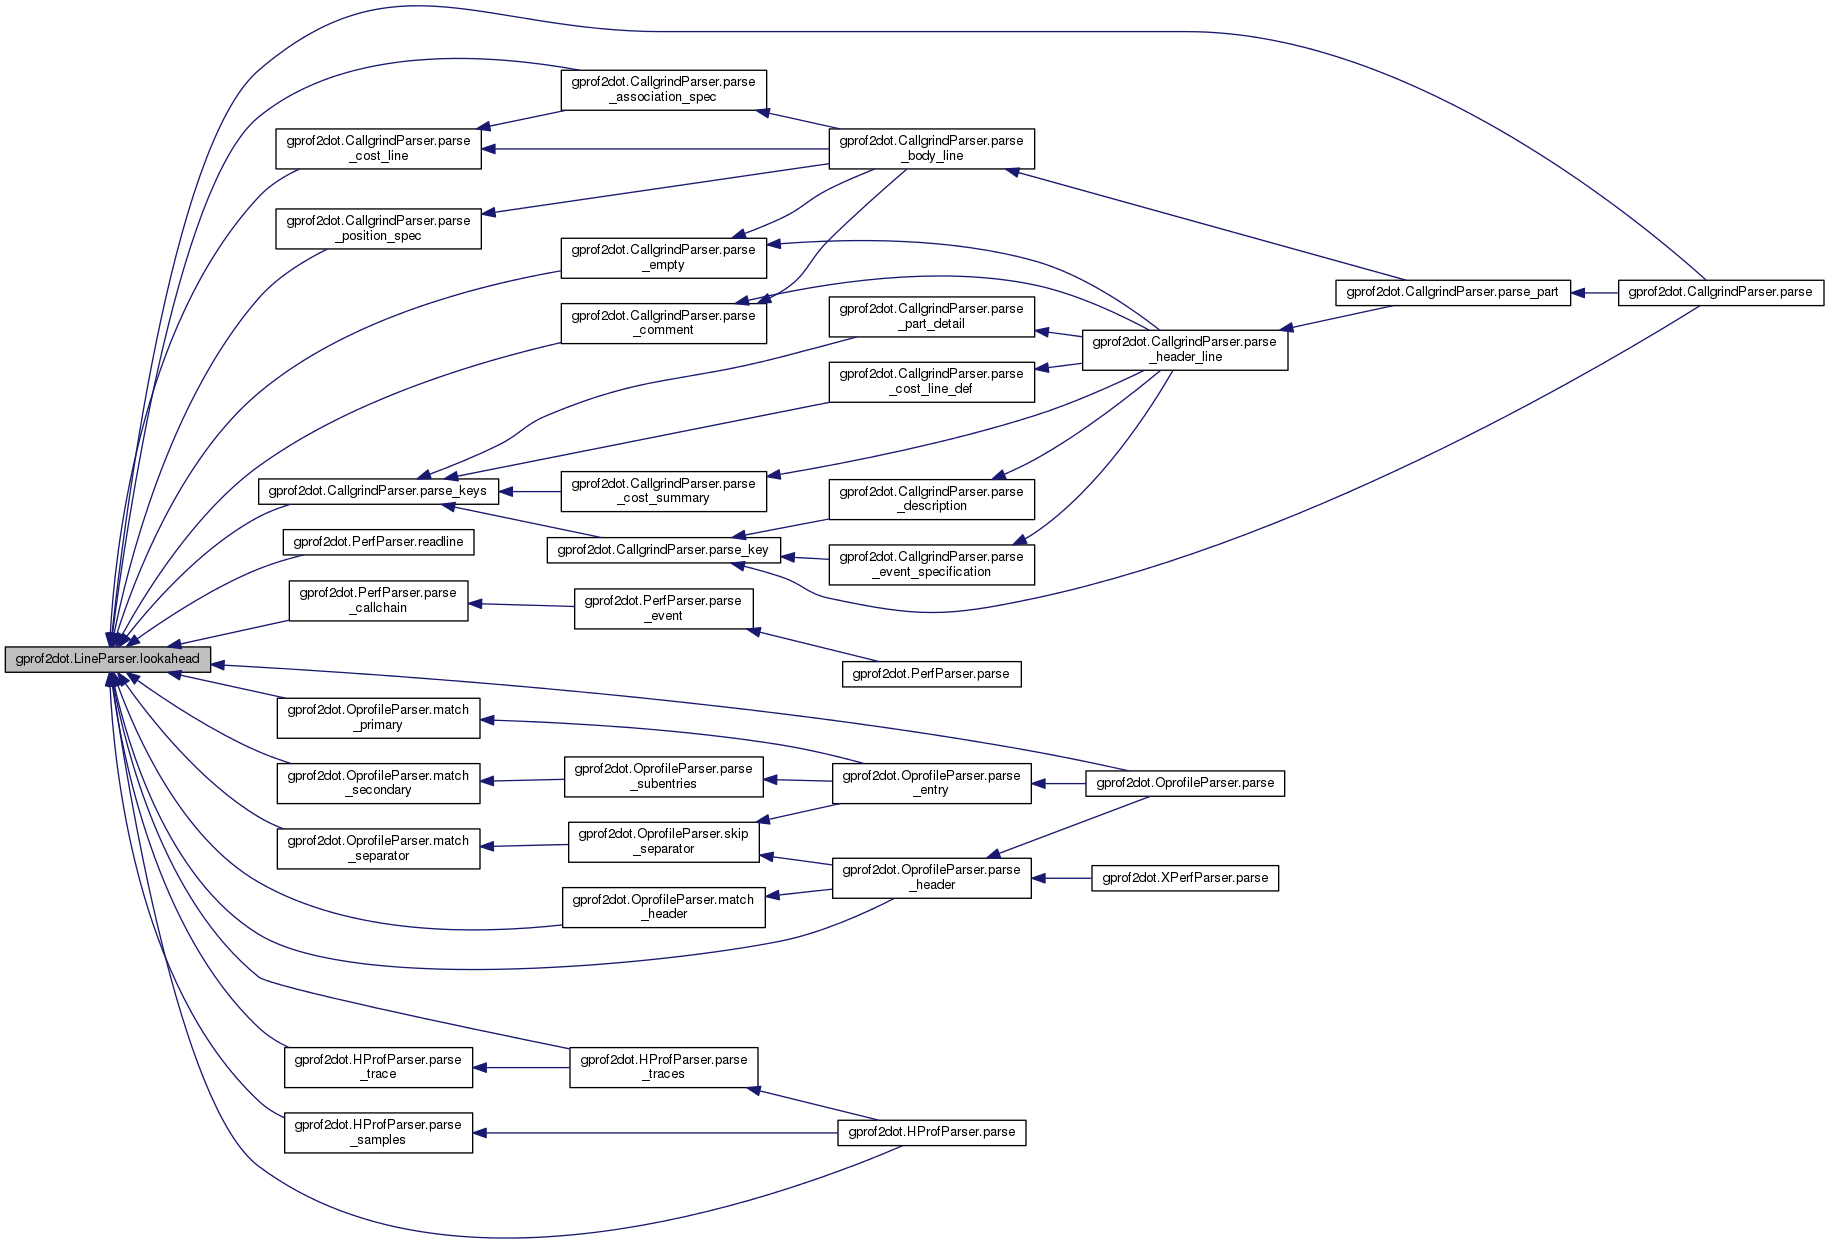 gprof2dot.CallgrindParser.parse
_association_spec
gprof2dot.CallgrindParser.parse
_cost_line
gprof2dot.CallgrindParser.parse
_body_line
gprof2dot.CallgrindParser.parse
_position_spec
gprof2dot.CallgrindParser.parse
_empty
gprof2dot.CallgrindParser.parse_part
gprof2dot.CallgrindParser.parse
gprof2dot.CallgrindParser.parse
_comment
gprof2dot.CallgrindParser.parse
_part_detail
gprof2dot.CallgrindParser.parse
_header_line
gprof2dot.CallgrindParser.parse
_cost_line_def
gprof2dot.CallgrindParser.parse_keys
gprof2dot.CallgrindParser.parse
_cost_summary
gprof2dot.CallgrindParser.parse
_description
gprof2dot.PerfParser.readline
gprof2dot.CallgrindParser.parse_key
gprof2dot.CallgrindParser.parse
_event_specification
gprof2dot.PerfParser.parse
_callchain
gprof2dot.PerfParser.parse
_event
gprof2dot.LineParser.lookahead
gprof2dot.PerfParser.parse
gprof2dot.OprofileParser.match
_primary
gprof2dot.OprofileParser.match
_secondary
gprof2dot.OprofileParser.parse
_subentries
gprof2dot.OprofileParser.parse
_entry
gprof2dot.OprofileParser.parse
gprof2dot.OprofileParser.match
_separator
gprof2dot.OprofileParser.skip
_separator
gprof2dot.OprofileParser.parse
_header
gprof2dot.XPerfParser.parse
gprof2dot.OprofileParser.match
_header
gprof2dot.HProfParser.parse
_trace
gprof2dot.HProfParser.parse
_traces
gprof2dot.HProfParser.parse
_samples
gprof2dot.HProfParser.parse